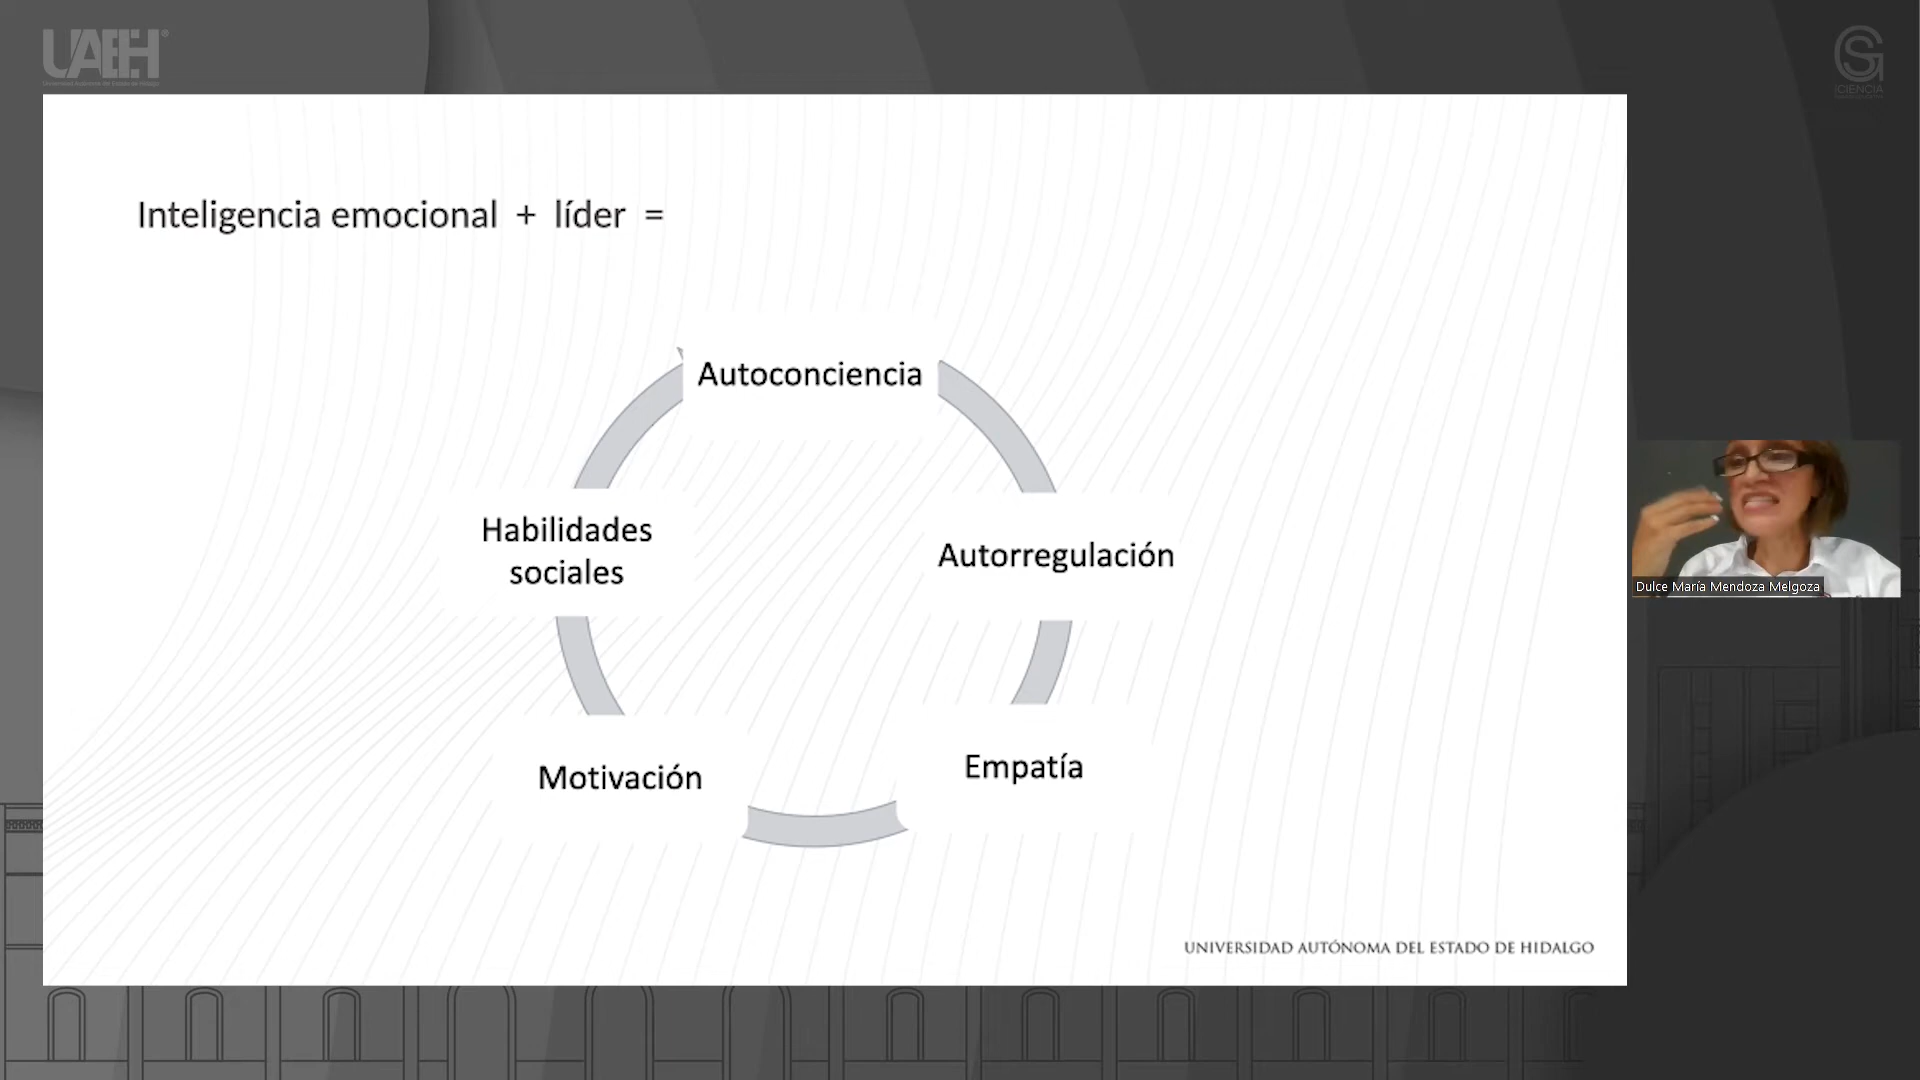 UAEH
Inteligencia emocional + líder =
Autoconciencia
Habilidades
sociales
Autorregulación
Motivación
Empatía
UNIVERSIDAD AUTÓNOMA DEL ESTADO DE HIDALGO
Dulce María Mendoza Melgoza
CIENCIA